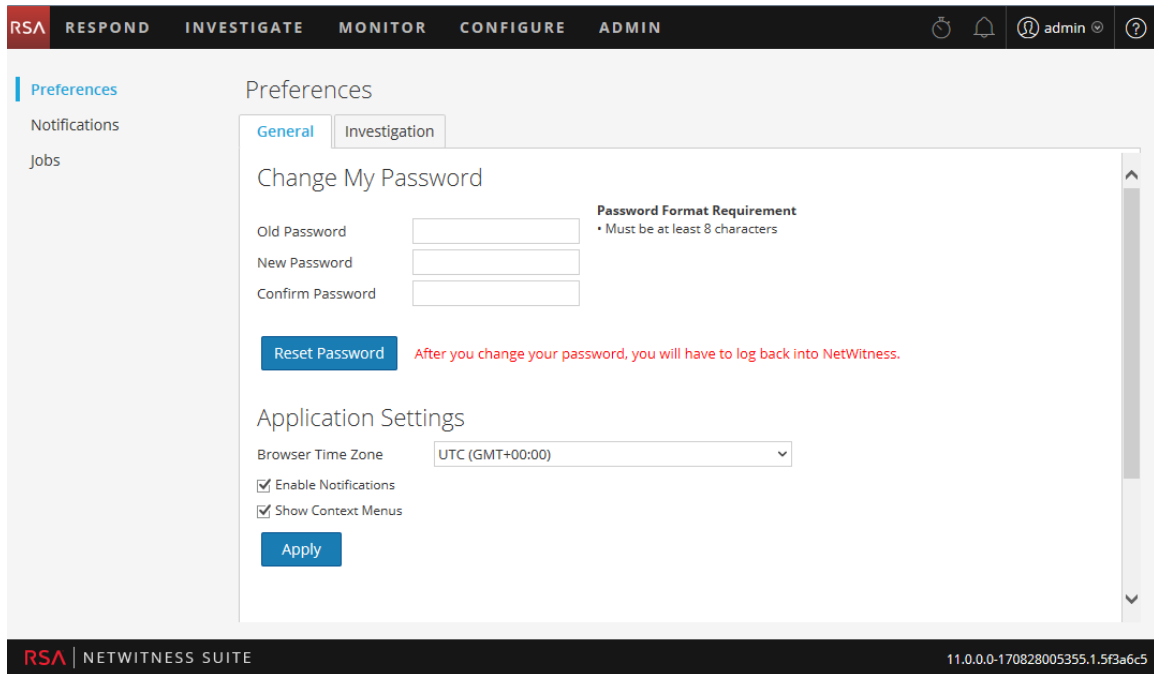 RSA RESPOND INVESTIGATE MONITOR CONFIGURE ADMIN admin ?
Preferences
Notifications
Jobs
Preferences
General Investigation
Change My Password
Password Format Requirement
• Must be at least 8 characters
Old Password
New Password
Confirm Password
Reset Password After you change your password, you will have to log back into NetWitness.
Application Settings
Browser Time Zone UTC (GMT+00:00)
Enable Notifications
Show Context Menus
Apply
RSA NETWITNESS SUITE 11.0.0.0-170828005355.1.5f3a6c5